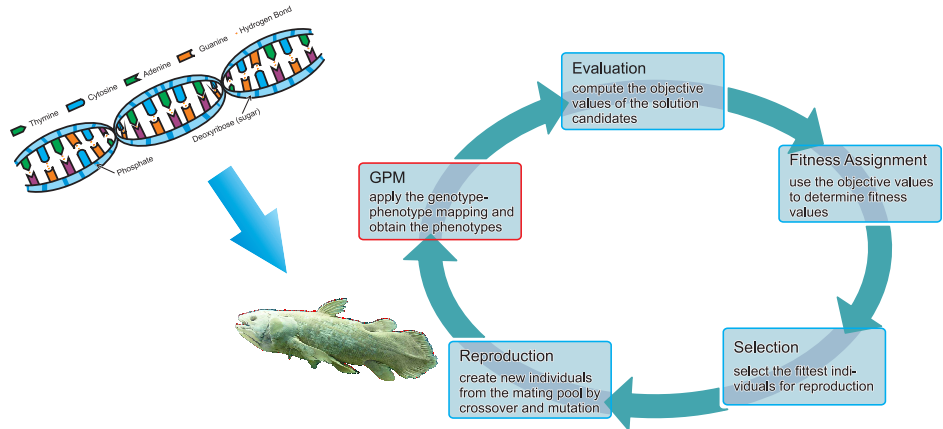 Thymine
Cytosine
Adenine
Guanine
Hydrogen Bond
Phosphate
Deoxyribose (sugar)
Evaluation
compute the objective
values of the solution
candidates
Fitness Assignment
use the objective values
to determine fitness
values
Selection
select the fittest indi-
viduals for reproduction
Reproduction
create new individuals
from the mating pool by
crossover and mutation
GPM
apply the genotype-
phenotype mapping and
obtain the phenotypes